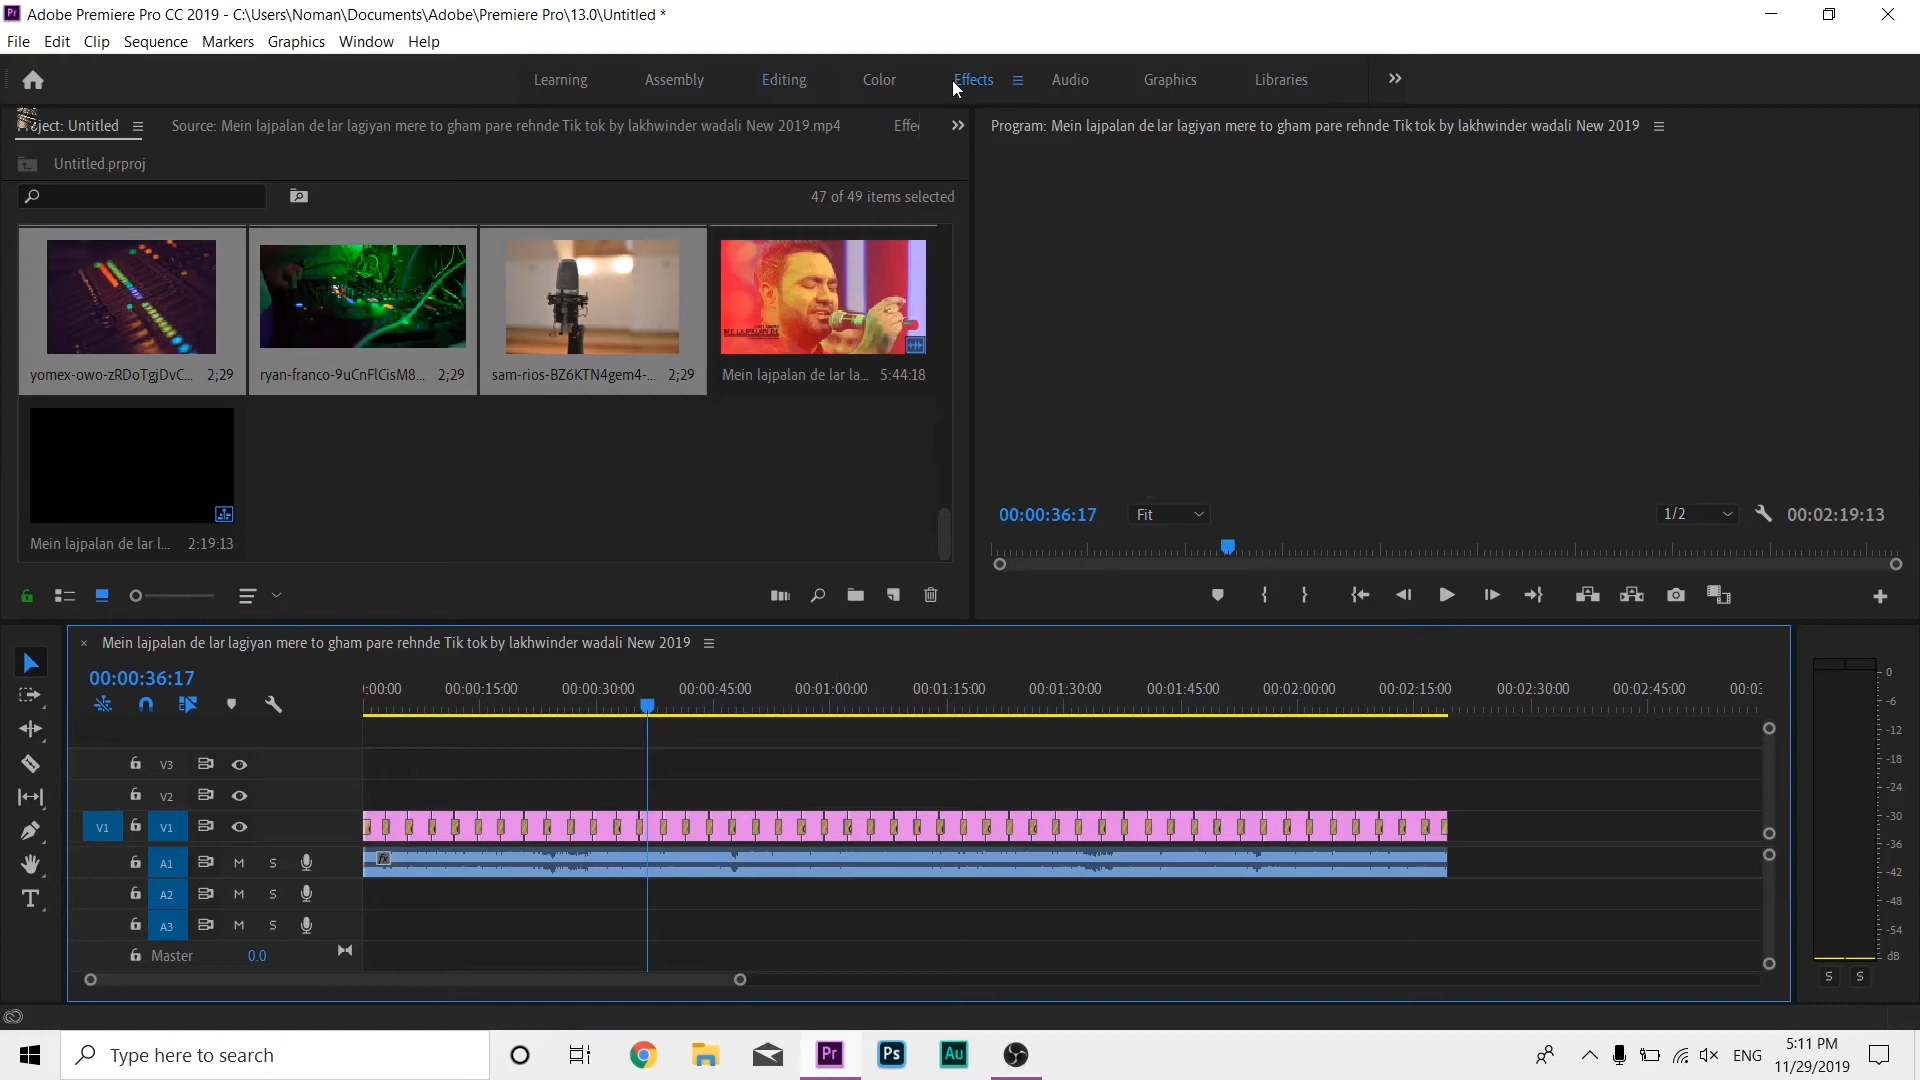 Adobe Premiere Pro CC 2019 - C:\Users\Noman\Documents\Adobe\Premiere Pro\13.0\Untitled *
File Edit Clip Sequence Markers Graphics Window Help
Learning Assembly Editing Color Effects Audio Graphics Libraries
Project: Untitled Source: Mein lajpalan de lar lagiyan mere to gham pare rehnde Tik tok by lakhwinder wadali New 2019.mp4 Effe Program: Mein lajpalan de lar lagiyan mere to gham pare rehnde Tik tok by lakhwinder wadali New 2019
Untitled.prproj
47 of 49 items selected
yomex-owo-zRDoTgjDvC... 2;29 ryan-franco-9uCnFlCisM8... 2;29 sam-rios-BZ6KTN4gem4-... 2;29 Mein lajpalan de lar la... 5:44:18
Mein lajpalan de lar l... 2:19:13
00:00:36:17 Fit 1/2 00:02:19:13
Mein lajpalan de lar lagiyan mere to gham pare rehnde Tik tok by lakhwinder wadali New 2019
00:00:36:17
:00:00 00:00:15:00 00:00:30:00 00:00:45:00 00:01:00:00 00:01:15:00 00:01:30:00 00:01:45:00 00:02:00:00 00:02:15:00 00:02:30:00 00:02:45:00 00:0
V3
V2
V1 V1
fx
A1 M S
A2 M S
A3 M S
Master 0.0
0
-6
-12
-18
-24
-30
-36
-42
-48
-54
dB
S S
Type here to search
Pr Ps Au
ENG
5:11 PM
11/29/2019